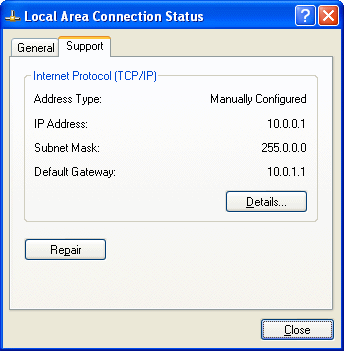 Local Area Connection Status
General Support
Internet Protocol (TCP/IP)
Address Type: Manually Configured
IP Address: 10.0.0.1
Subnet Mask: 255.0.0.0
Default Gateway: 10.0.1.1
Details...
Repair
Close